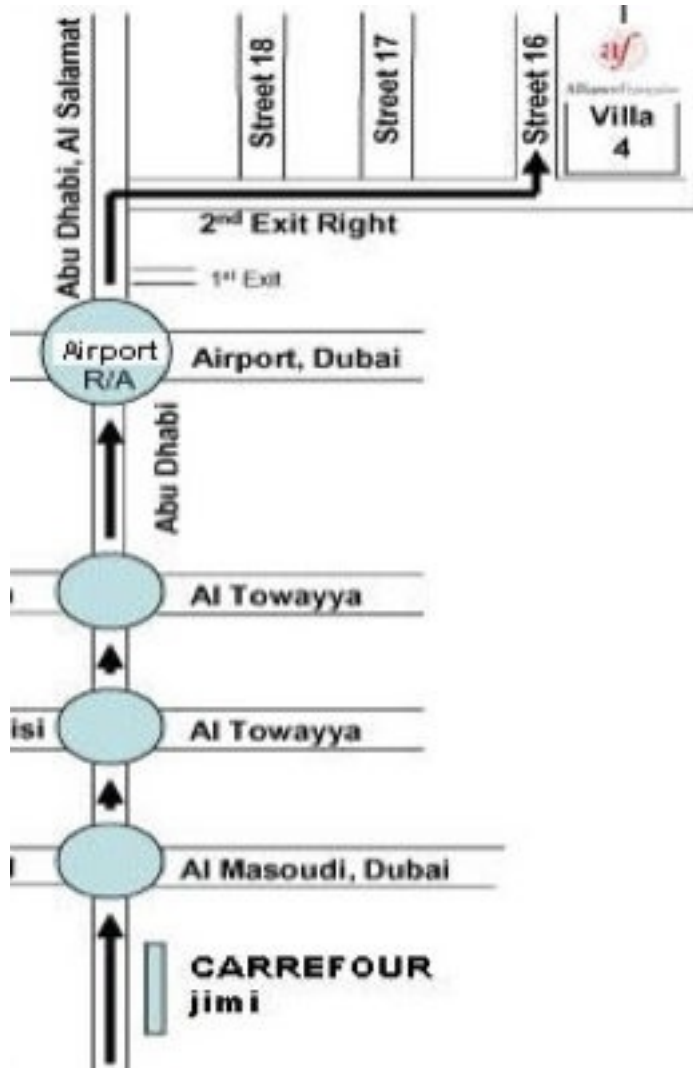 Abu Dhabi, Al Salamat
Street 18
Street 17
Street 16
af
Villa
4
2nd Exit Right
1st Exit
Airport
R/A
Airport, Dubai
Abu Dhabi
Al Towayya
isi
Al Towayya
Al Masoudi, Dubai
CARREFOUR
jimi